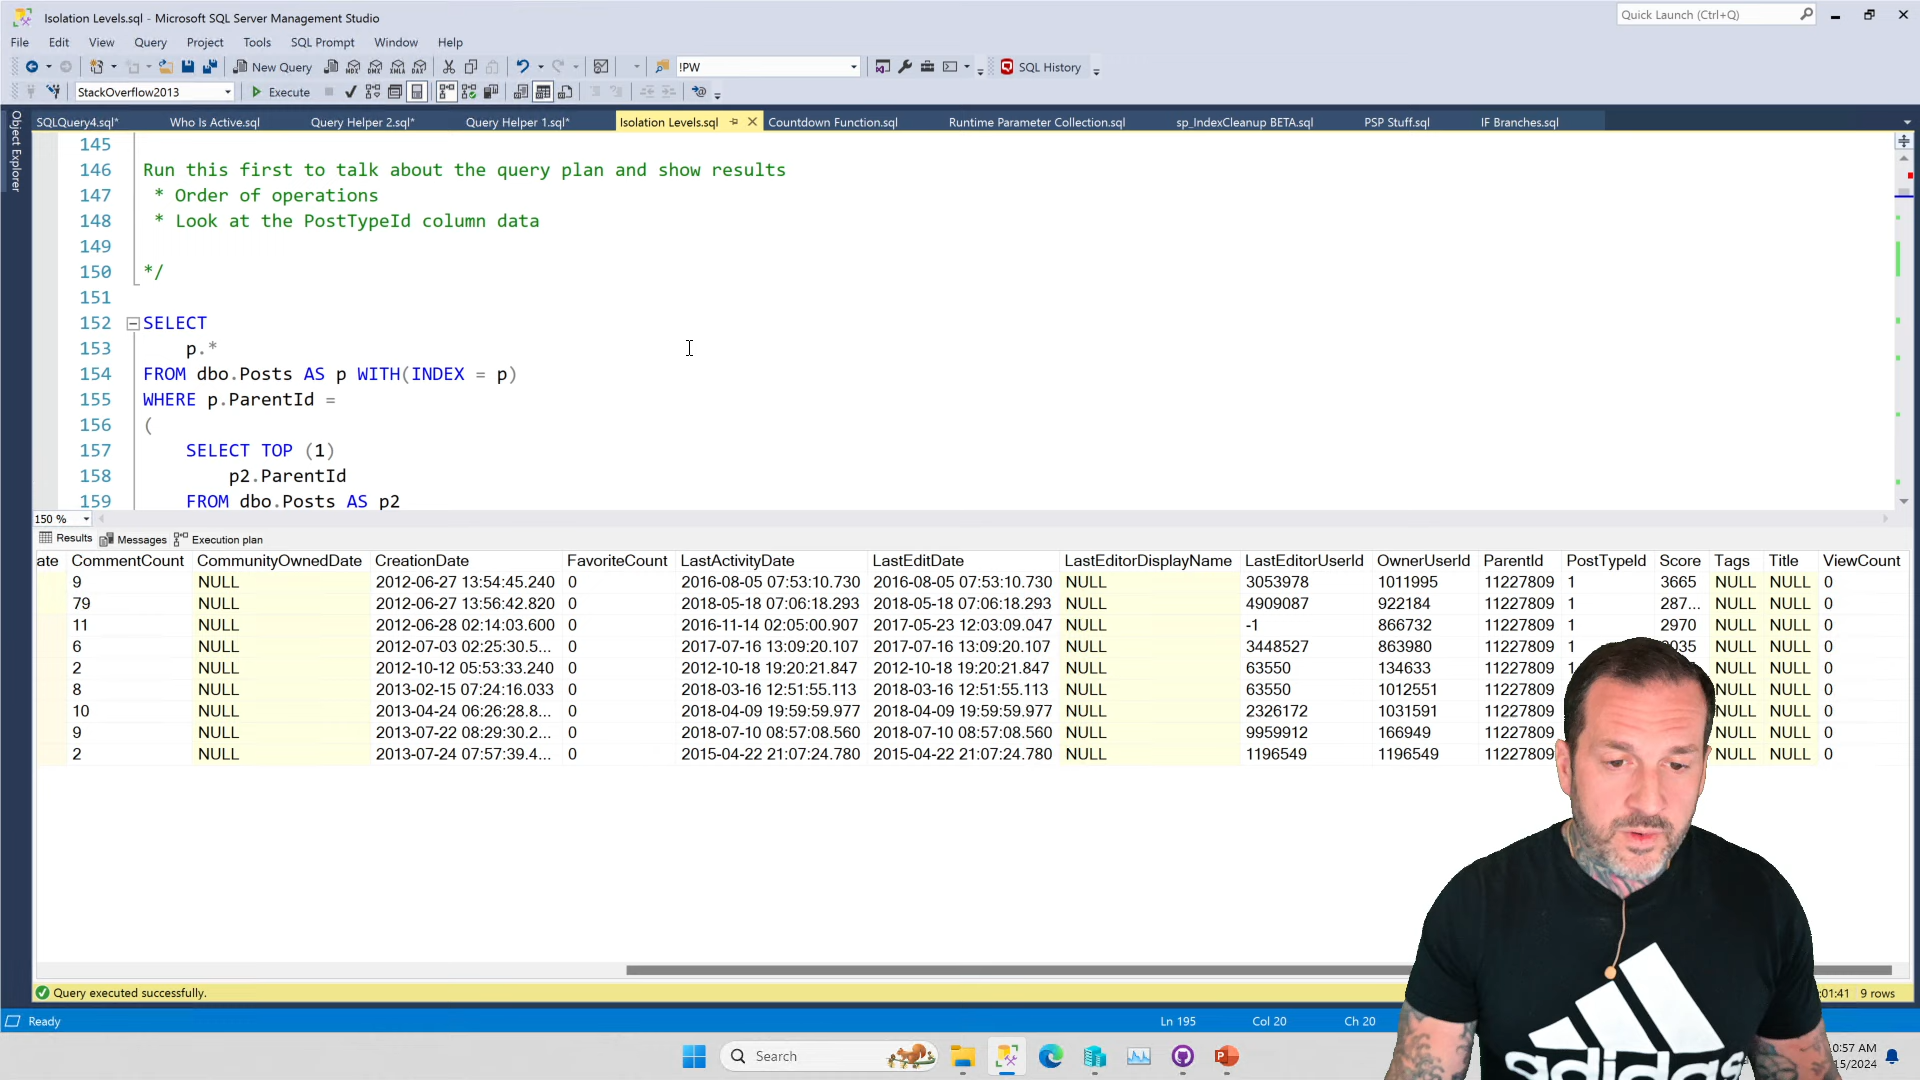 Isolation Levels.sql - Microsoft SQL Server Management Studio
Quick Launch (Ctrl+Q)
File Edit View Query Project Tools SQL Prompt Window Help
New Query !PW SQL History
StackOverflow2013 Execute
SQLQuery4.sql* Who Is Active.sql Query Helper 2.sql* Query Helper 1.sql* Isolation Levels.sql Countdown Function.sql Runtime Parameter Collection.sql sp_IndexCleanup BETA.sql PSP Stuff.sql IF Branches.sql
Object Explorer
145
146 Run this first to talk about the query plan and show results
147 * Order of operations
148 * Look at the PostTypeId column data
149
150 */
151
152 SELECT
153 p.*
154 FROM dbo.Posts AS p WITH(INDEX = p)
155 WHERE p.ParentId =
156 (
157 SELECT TOP (1)
158 p2.ParentId
159 FROM dbo.Posts AS p2
150 %
Results Messages Execution plan
ate CommentCount CommunityOwnedDate CreationDate FavoriteCount LastActivityDate LastEditDate LastEditorDisplayName LastEditorUserId OwnerUserId ParentId PostTypeId Score Tags Title ViewCount
9 NULL 2012-06-27 13:54:45.240 0 2016-08-05 07:53:10.730 2016-08-05 07:53:10.730 NULL 3053978 1011995 11227809 1 3665 NULL NULL 0
79 NULL 2012-06-27 13:56:42.820 0 2018-05-18 07:06:18.293 2018-05-18 07:06:18.293 NULL 4909087 922184 11227809 1 287... NULL NULL 0
11 NULL 2012-06-28 02:14:03.600 0 2016-11-14 02:05:00.907 2017-05-23 12:03:09.047 NULL -1 866732 11227809 1 2970 NULL NULL 0
6 NULL 2012-07-03 02:25:30.5... 0 2017-07-16 13:09:20.107 2017-07-16 13:09:20.107 NULL 3448527 863980 11227809 1 NULL NULL 0
2 NULL 2012-10-12 05:53:33.240 0 2012-10-18 19:20:21.847 2012-10-18 19:20:21.847 NULL 63550 134633 11227809 1 NULL NULL 0
8 NULL 2013-02-15 07:24:16.033 0 2018-03-16 12:51:55.113 2018-03-16 12:51:55.113 NULL 63550 1012551 11227809 NULL NULL 0
10 NULL 2013-04-24 06:26:28.8... 0 2018-04-09 19:59:59.977 2018-04-09 19:59:59.977 NULL 2326172 1031591 11227809 NULL NULL 0
9 NULL 2013-07-22 08:29:30.2... 0 2018-07-10 08:57:08.560 2018-07-10 08:57:08.560 NULL 9959912 166949 11227809 NULL NULL 0
2 NULL 2013-07-24 07:57:39.4... 0 2015-04-22 21:07:24.780 2015-04-22 21:07:24.780 NULL 1196549 1196549 11227809 NULL NULL 0
Query executed successfully. :01:41 9 rows
Ready Ln 195 Col 20 Ch 20
Search
0:57 AM
15/2024
adidas